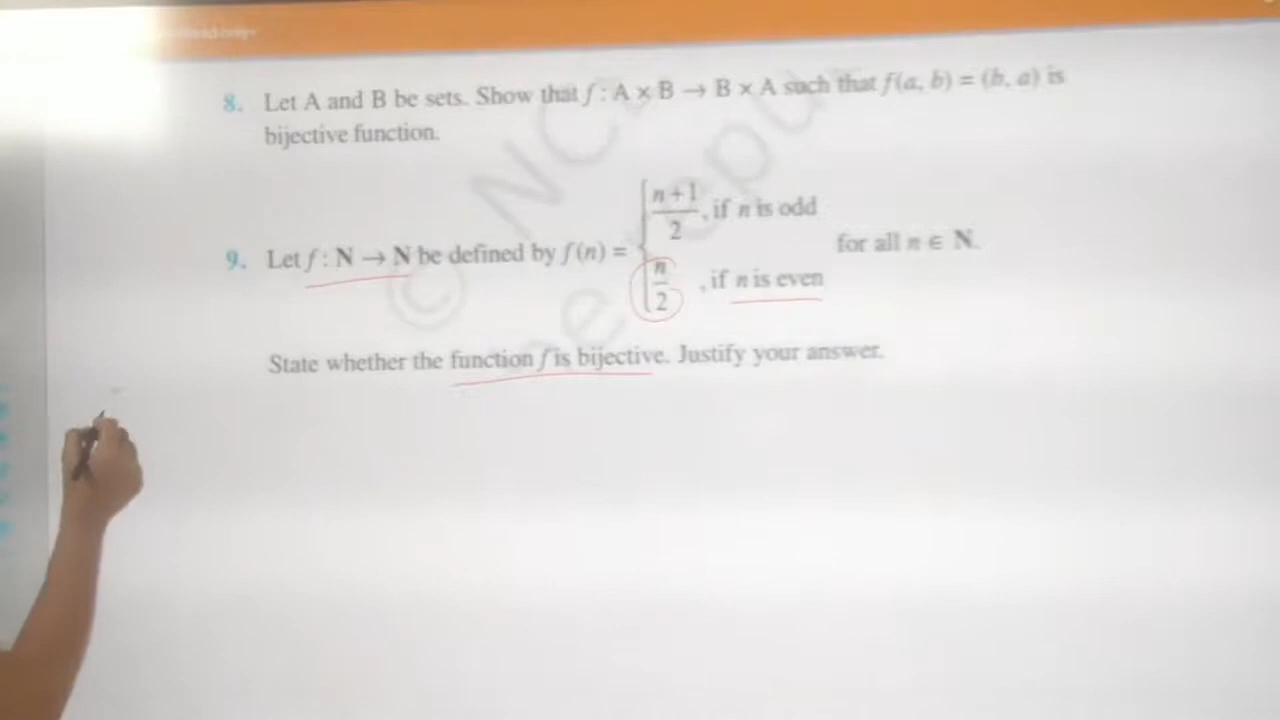 8. Let A and B be sets. Show that f : A × B → B × A such that f(a, b) = (b, a) is
bijective function.
9. Let f : N → N be defined by f(n) = { n+1/2, if n is odd
n/2, if n is even
for all n ∈ N.
State whether the function f is bijective. Justify your answer.